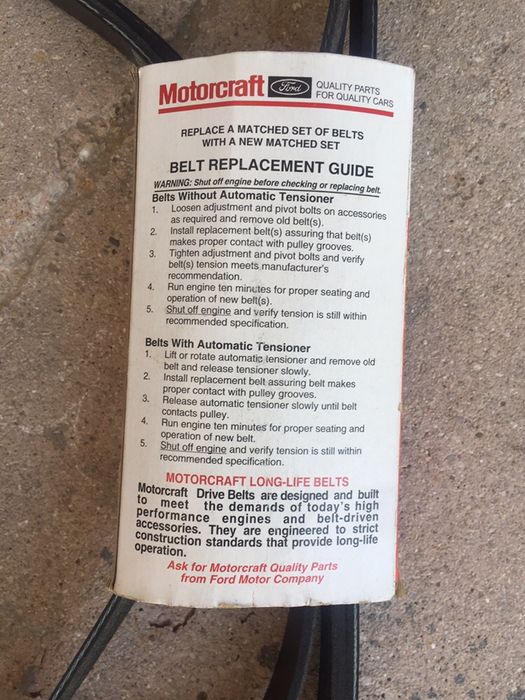 Motorcraft Ford QUALITY PARTS
FOR QUALITY CARS
REPLACE A MATCHED SET OF BELTS
WITH A NEW MATCHED SET
BELT REPLACEMENT GUIDE
WARNING: Shut off engine before checking or replacing belt.
Belts Without Automatic Tensioner
1. Loosen adjustment and pivot bolts on accessories
as required and remove old belt(s).
2. Install replacement belt(s) assuring that belt(s)
makes proper contact with pulley grooves.
3. Tighten adjustment and pivot bolts and verify
belt(s) tension meets manufacturer's
recommendation.
4. Run engine ten minutes for proper seating and
operation of new belt(s).
5. Shut off engine and verify tension is still within
recommended specification.
Belts With Automatic Tensioner
1. Lift or rotate automatic tensioner and remove old
belt and release tensioner slowly.
2. Install replacement belt assuring belt makes
proper contact with pulley grooves.
3. Release automatic tensioner slowly until belt
contacts pulley.
4. Run engine ten minutes for proper seating and
operation of new belt.
5. Shut off engine and verify tension is still within
recommended specification.
MOTORCRAFT LONG-LIFE BELTS
Motorcraft Drive Belts are designed and built
to meet the demands of today's high
performance engines and belt-driven
accessories. They are engineered to strict
construction standards that provide long-life
operation.
Ask for Motorcraft Quality Parts
from Ford Motor Company